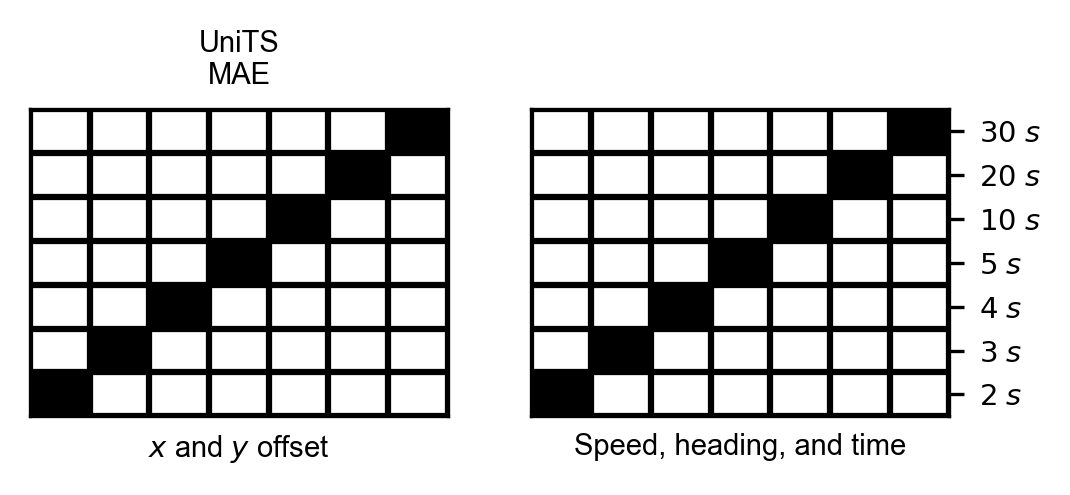 UniTS
MAE
30 s
20 s
10 s
5 s
4 s
3 s
2 s
x and y offset
Speed, heading, and time